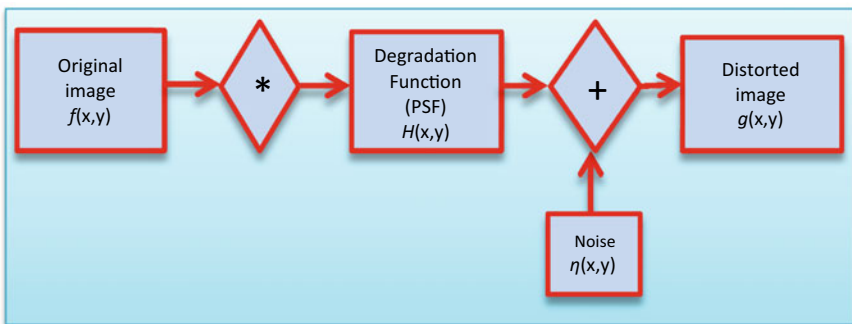 Original
image
f(x,y)
*
Degradation
Function
(PSF)
H(x,y)
+
Distorted
image
g(x,y)
Noise
η(x,y)